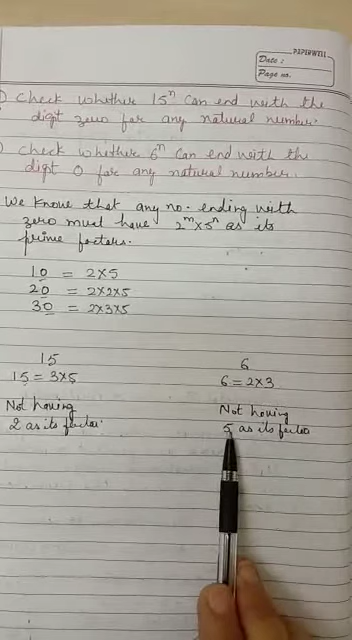 PAPERWELL
Date :
Page no.
) Check whether 15ⁿ can end with the
digit zero for any natural number.
) Check whether 6ⁿ can end with the
digit 0 for any natural number.
We know that any no. ending with
zero must have 2ᵐ×5ⁿ as its
prime factors.
10 = 2×5
20 = 2×2×5
30 = 2×3×5
15
15 = 3×5
Not having
2 as its factor.
6
6 = 2×3
Not having
5 as its factor